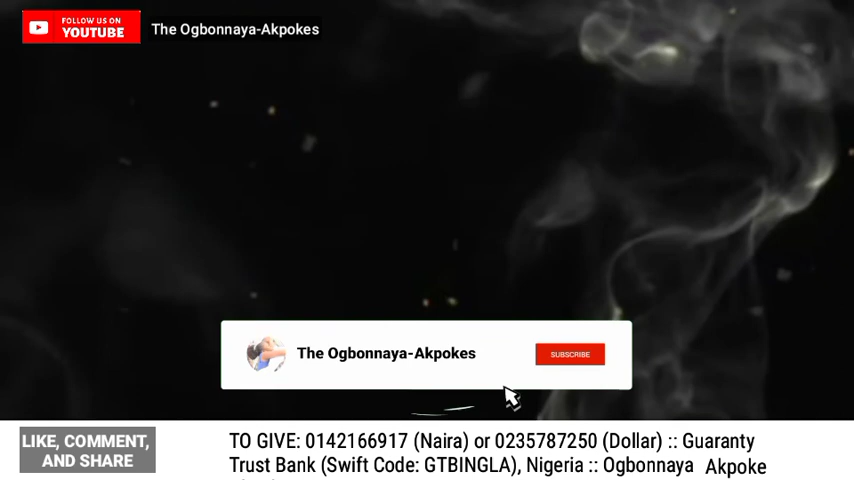 FOLLOW US ON
YOUTUBE
The Ogbonnaya-Akpokes
The Ogbonnaya-Akpokes
SUBSCRIBE
LIKE, COMMENT,
AND SHARE
TO GIVE: 0142166917 (Naira) or 0235787250 (Dollar) :: Guaranty
Trust Bank (Swift Code: GTBINGLA), Nigeria :: Ogbonnaya Akpoke